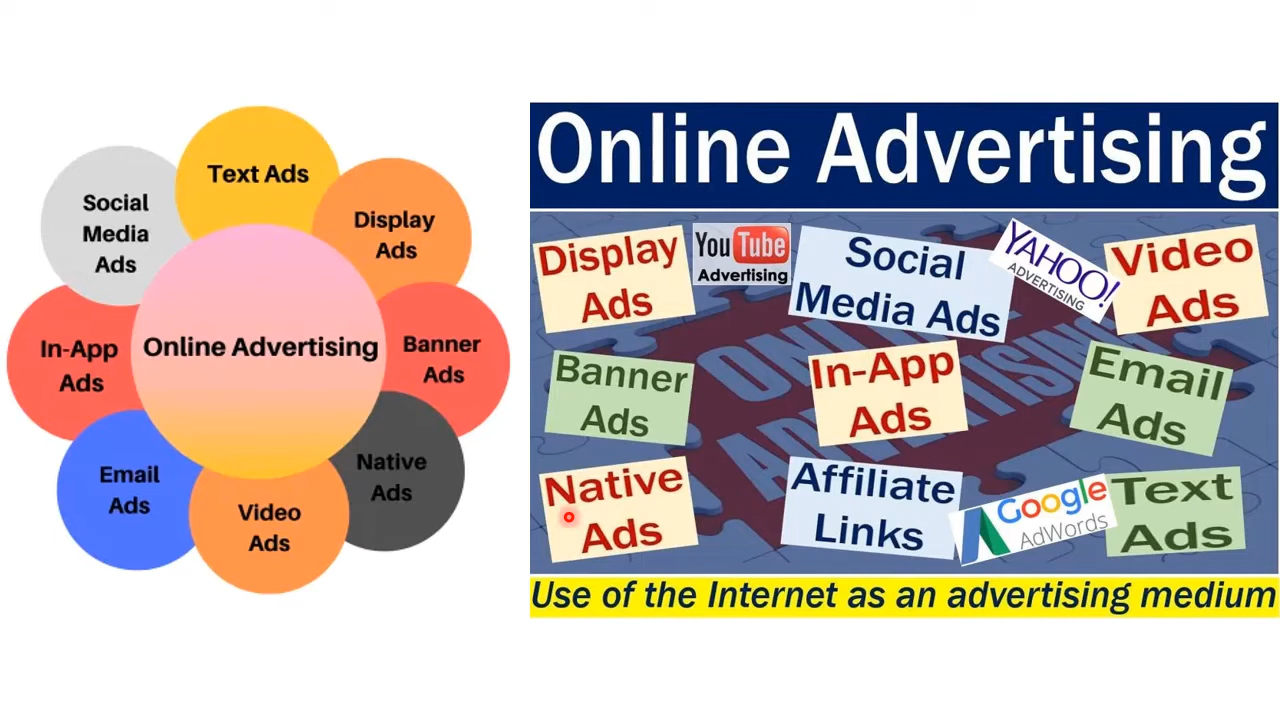 Text Ads
Display
Ads
Banner
Ads
Native
Ads
Video
Ads
Email
Ads
In-App
Ads
Social
Media
Ads
Online Advertising
Online Advertising
Display
Ads
YouTube
Advertising
Social
Media Ads
YAHOO!
ADVERTISING
Video
Ads
Banner
Ads
In-App
Ads
Email
Ads
Native
Ads
Affiliate
Links
Google
AdWords
Text
Ads
ONLINE
ADVERTISING
Use of the Internet as an advertising medium